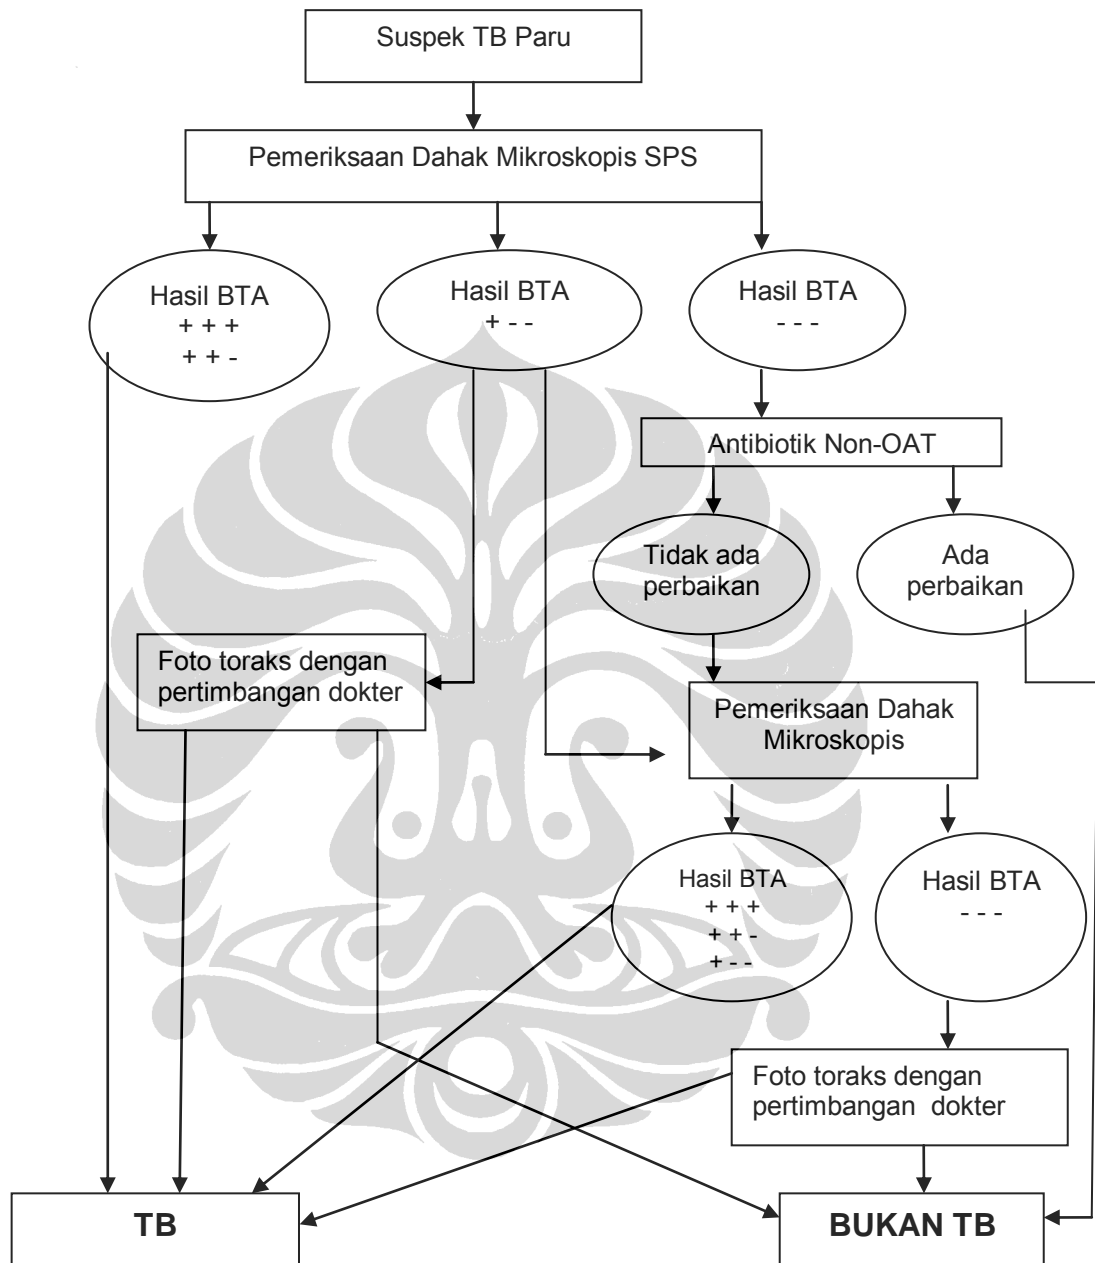 Suspek TB Paru
Pemeriksaan Dahak Mikroskopis SPS
Hasil BTA
+ + +
+ + -
Hasil BTA
+ - -
Hasil BTA
- - -
Antibiotik Non-OAT
Tidak ada
perbaikan
Ada
perbaikan
Foto toraks dengan
pertimbangan dokter
Pemeriksaan Dahak
Mikroskopis
Hasil BTA
+ + +
+ + -
+ - -
Hasil BTA
- - -
Foto toraks dengan
pertimbangan dokter
TB
BUKAN TB